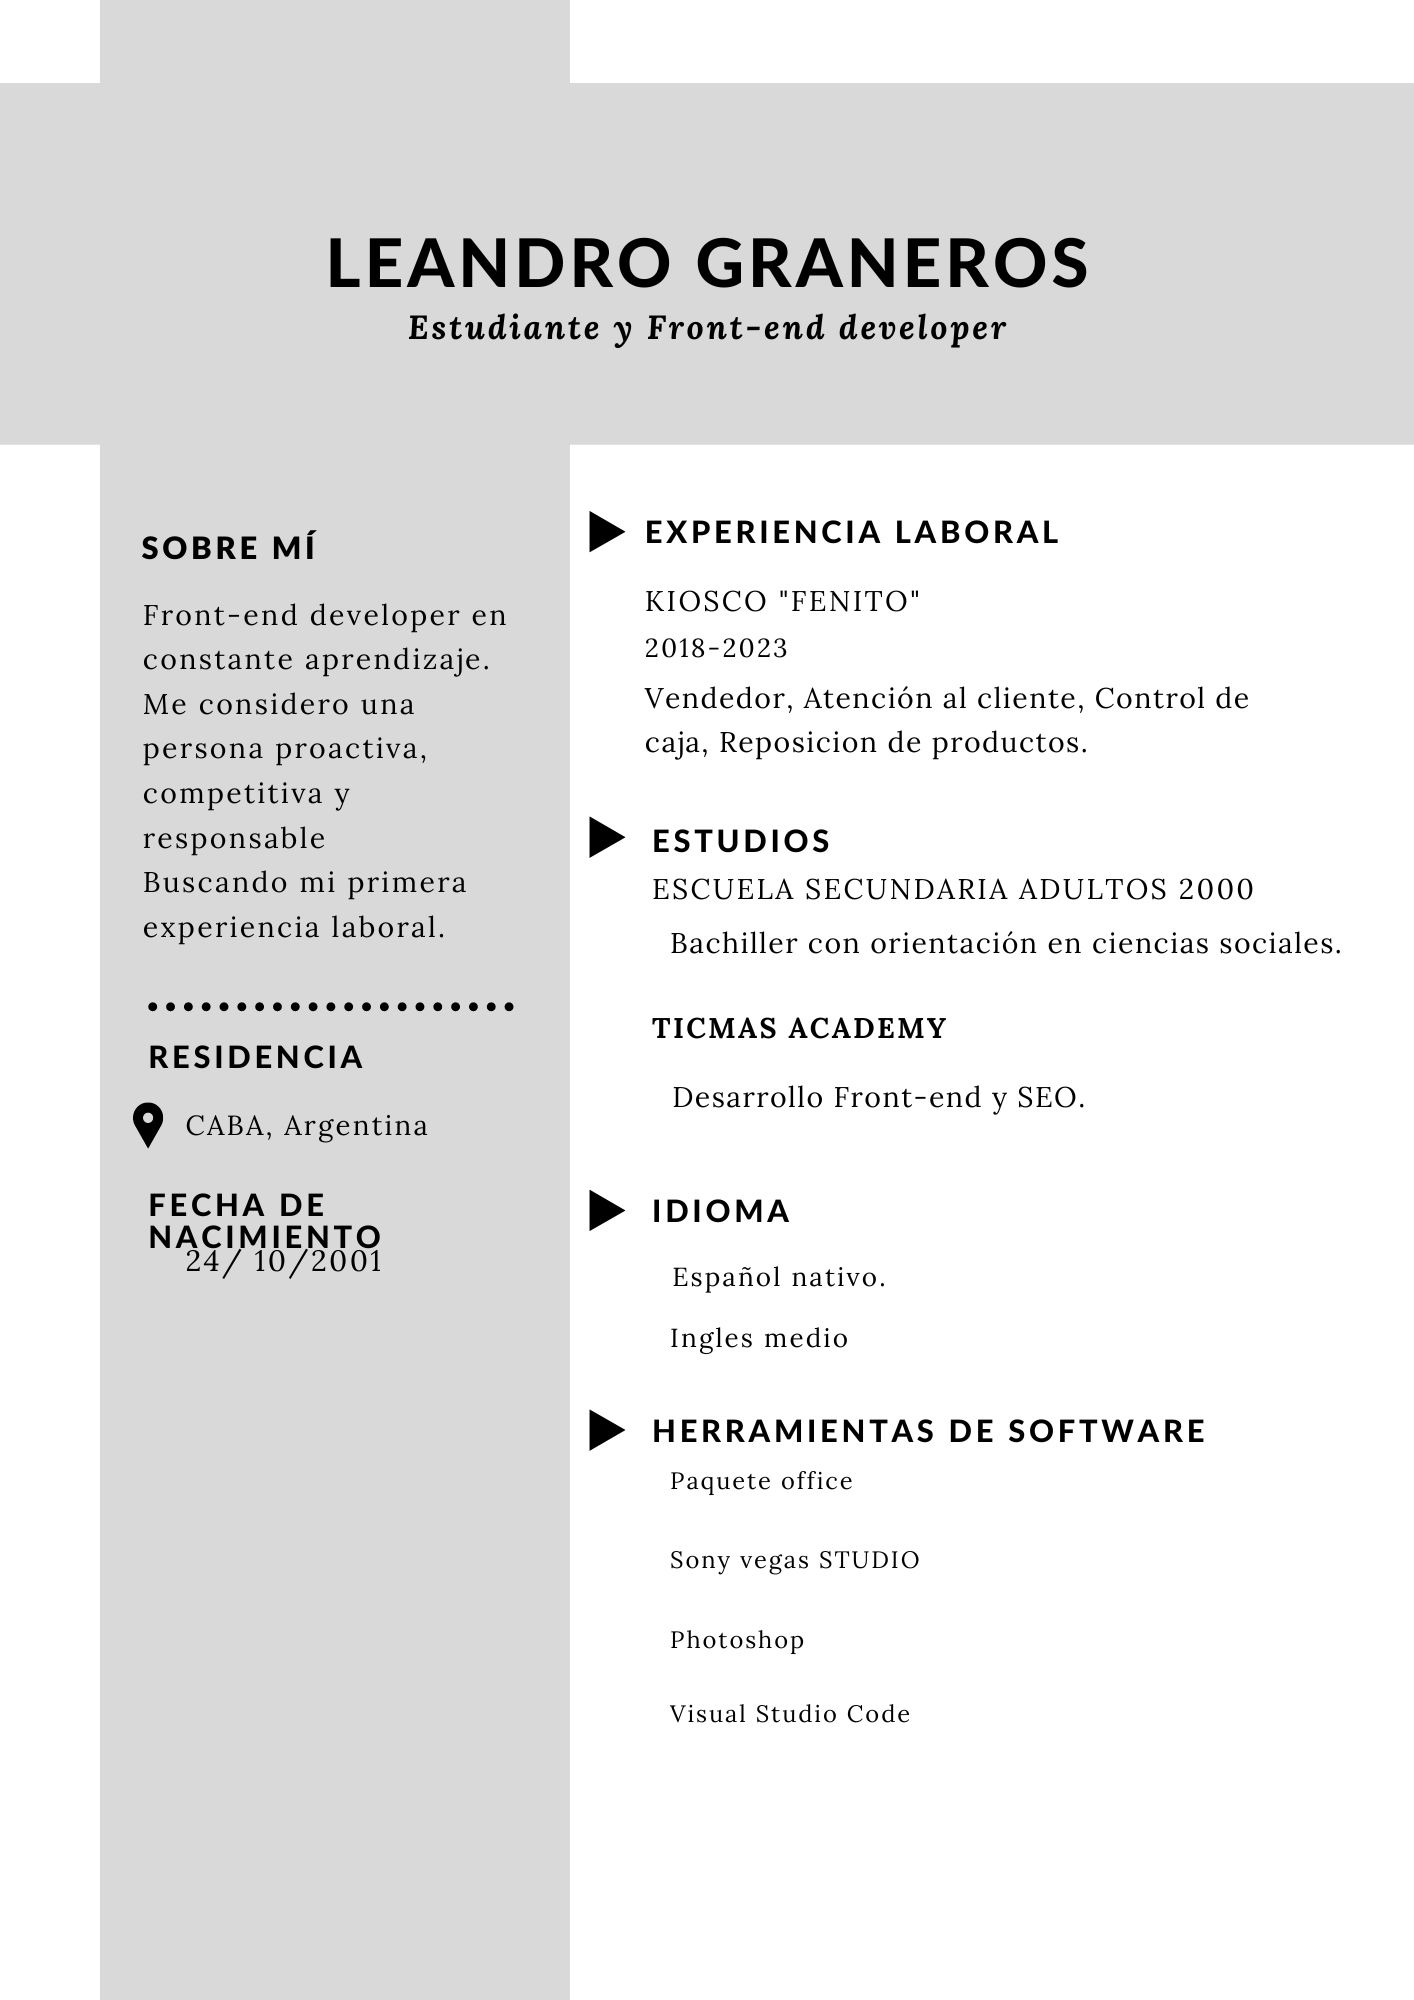 LEANDRO GRANEROS
Estudiante y Front-end developer
SOBRE MÍ
Front-end developer en
constante aprendizaje.
Me considero una
persona proactiva,
competitiva y
responsable
Buscando mi primera
experiencia laboral.
RESIDENCIA
CABA, Argentina
FECHA DE
NACIMIENTO
24/ 10/2001
EXPERIENCIA LABORAL
KIOSCO "FENITO"
2018-2023
Vendedor, Atención al cliente, Control de
caja, Reposicion de productos.
ESTUDIOS
ESCUELA SECUNDARIA ADULTOS 2000
Bachiller con orientación en ciencias sociales.
TICMAS ACADEMY
Desarrollo Front-end y SEO.
IDIOMA
Español nativo.
Ingles medio
HERRAMIENTAS DE SOFTWARE
Paquete office
Sony vegas STUDIO
Photoshop
Visual Studio Code